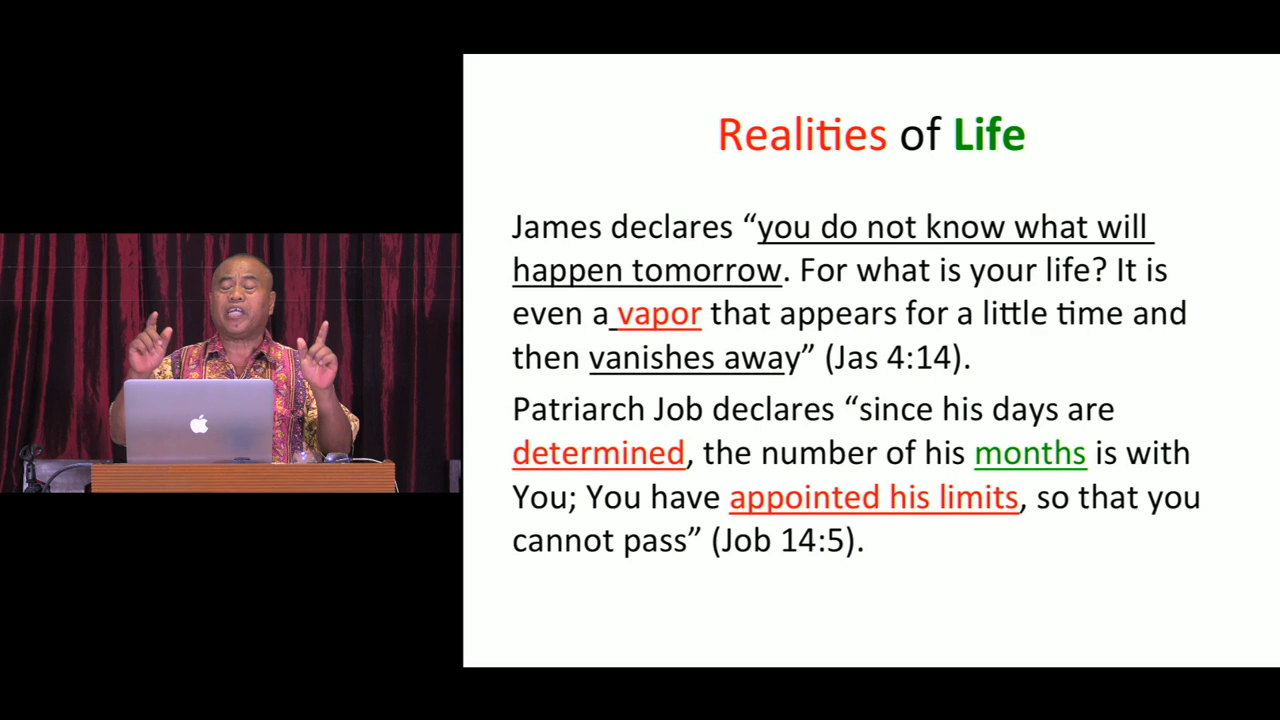 Realities of Life
James declares “you do not know what will
happen tomorrow. For what is your life? It is
even a vapor that appears for a little time and
then vanishes away” (Jas 4:14).
Patriarch Job declares “since his days are
determined, the number of his months is with
You; You have appointed his limits, so that you
cannot pass” (Job 14:5).